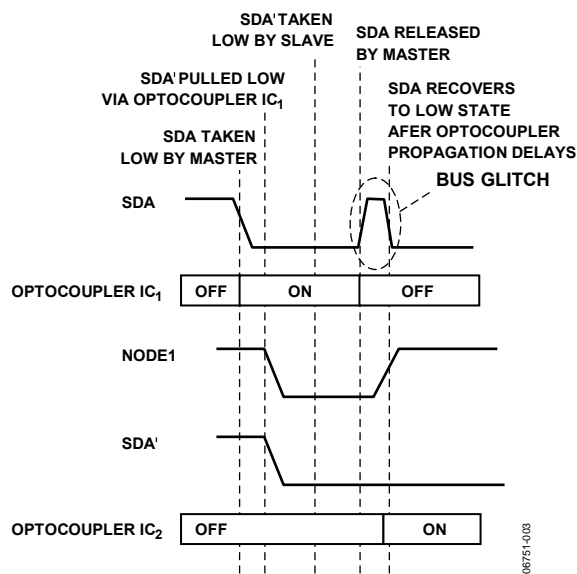 SDA' TAKEN
LOW BY SLAVE
SDA RELEASED
BY MASTER
SDA' PULLED LOW
VIA OPTOCOUPLER IC₁
SDA RECOVERS
TO LOW STATE
AFER OPTOCOUPLER
PROPAGATION DELAYS
SDA TAKEN
LOW BY MASTER
BUS GLITCH
SDA
OPTOCOUPLER IC₁ OFF ON OFF
NODE1
SDA'
OPTOCOUPLER IC₂ OFF ON
06751-003